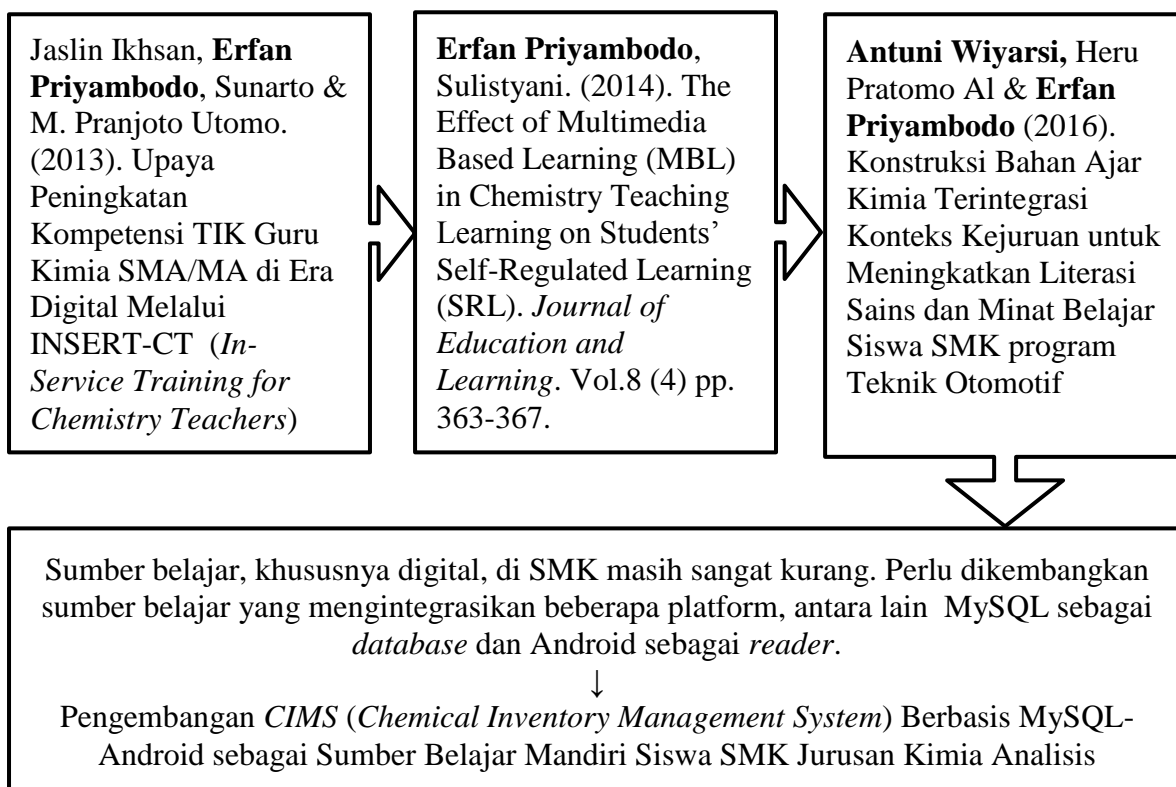 Jaslin Ikhsan, Erfan
Priyambodo, Sunarto &
M. Pranjoto Utomo.
(2013). Upaya
Peningkatan
Kompetensi TIK Guru
Kimia SMA/MA di Era
Digital Melalui
INSERT-CT (In-
Service Training for
Chemistry Teachers)
Erfan Priyambodo,
Sulistyani. (2014). The
Effect of Multimedia
Based Learning (MBL)
in Chemistry Teaching
Learning on Students'
Self-Regulated Learning
(SRL). Journal of
Education and
Learning. Vol.8 (4) pp.
363-367.
Antuni Wiyarsi, Heru
Pratomo Al & Erfan
Priyambodo (2016).
Konstruksi Bahan Ajar
Kimia Terintegrasi
Konteks Kejuruan untuk
Meningkatkan Literasi
Sains dan Minat Belajar
Siswa SMK program
Teknik Otomotif
Sumber belajar, khususnya digital, di SMK masih sangat kurang. Perlu dikembangkan
sumber belajar yang mengintegrasikan beberapa platform, antara lain MySQL sebagai
database dan Android sebagai reader.
↓
Pengembangan CIMS (Chemical Inventory Management System) Berbasis MySQL-
Android sebagai Sumber Belajar Mandiri Siswa SMK Jurusan Kimia Analisis